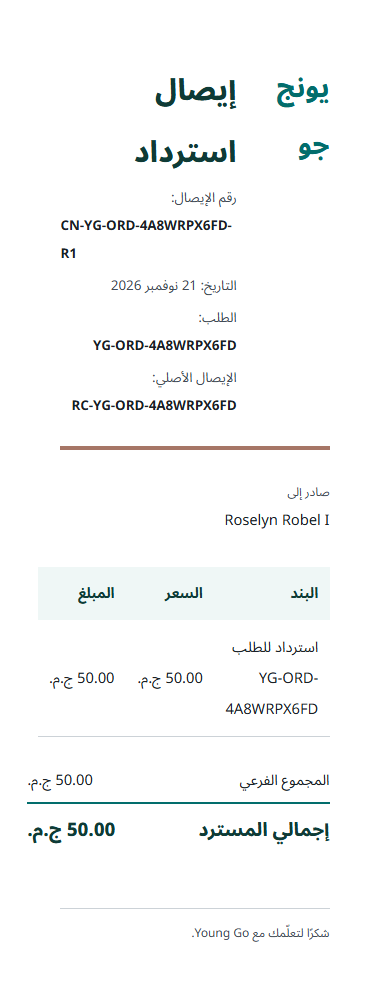 يونج
جو
إيصال
استرداد
رقم الإيصال:
CN-YG-ORD-4A8WRPX6FD-
R1
التاريخ: 21 نوفمبر 2026
الطلب:
YG-ORD-4A8WRPX6FD
الإيصال الأصلي:
RC-YG-ORD-4A8WRPX6FD
صادر إلى
Roselyn Robel I
البند السعر المبلغ
استرداد للطلب
YG-ORD- 50.00 ج.م. 50.00 ج.م.
4A8WRPX6FD
المجموع الفرعي 50.00 ج.م.
إجمالي المسترد 50.00 ج.م.
شكرًا لتعلّمك مع Young Go.